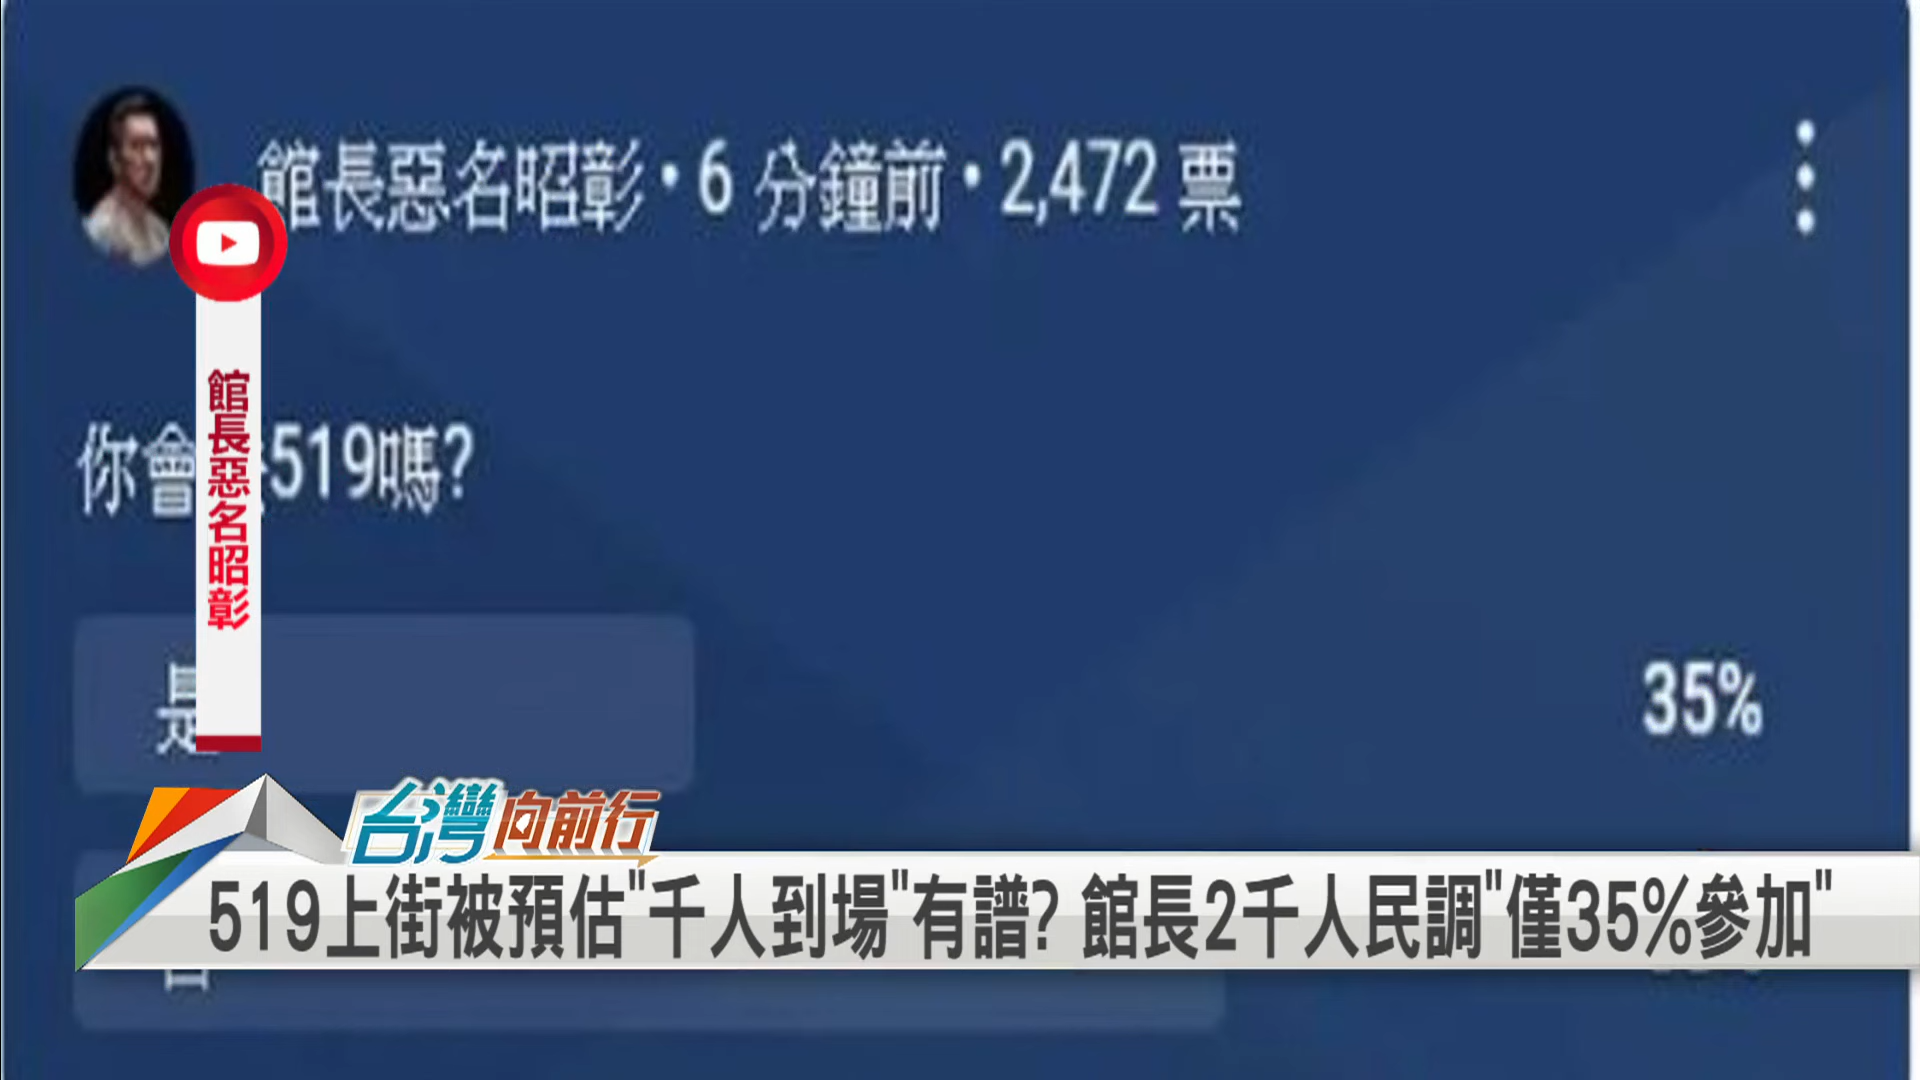 館長惡名昭彰・6 分鐘前・2,472 票
館長惡名昭彰
你會 519嗎?
是
35%
台灣向前行
519上街被預估"千人到場"有譜? 館長2千人民調"僅35%參加"